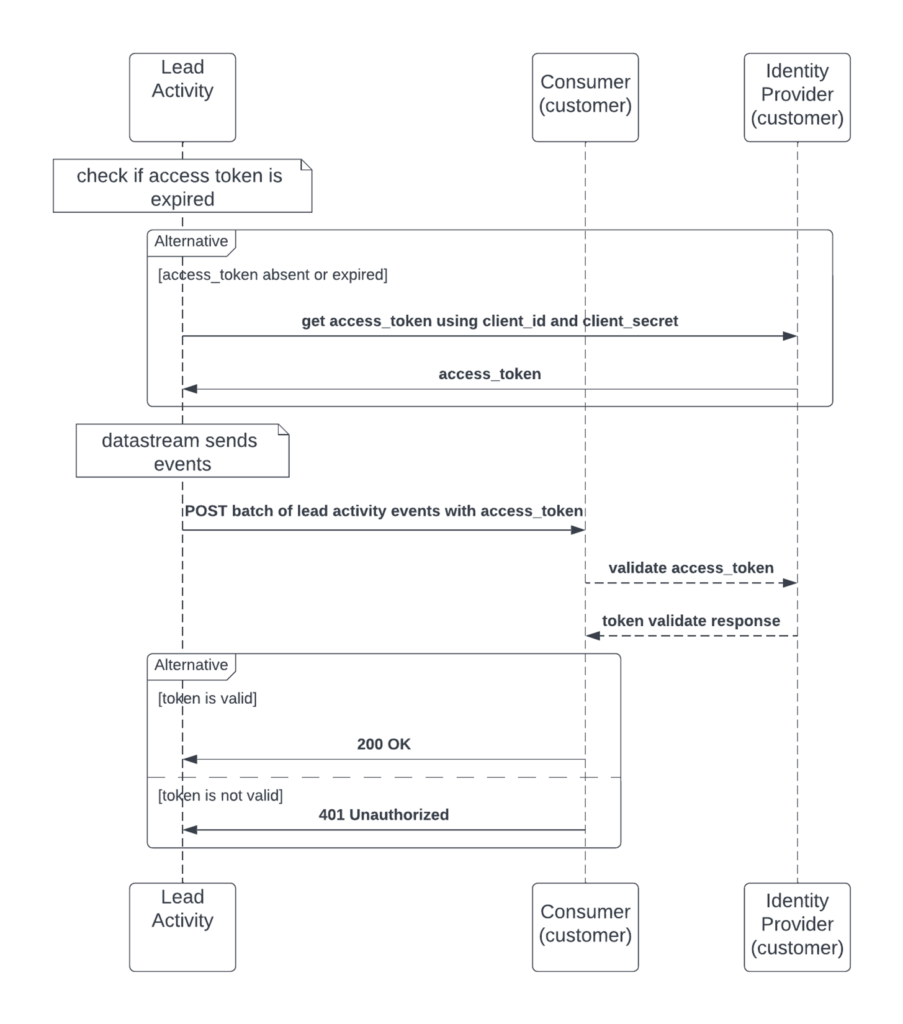 Lead
Activity
Consumer
(customer)
Identity
Provider
(customer)
check if access token is
expired
Alternative
[access_token absent or expired]
get access_token using client_id and client_secret
access_token
datastream sends
events
POST batch of lead activity events with access_token
validate access_token
token validate response
Alternative
[token is valid]
200 OK
[token is not valid]
401 Unauthorized
Lead
Activity
Consumer
(customer)
Identity
Provider
(customer)